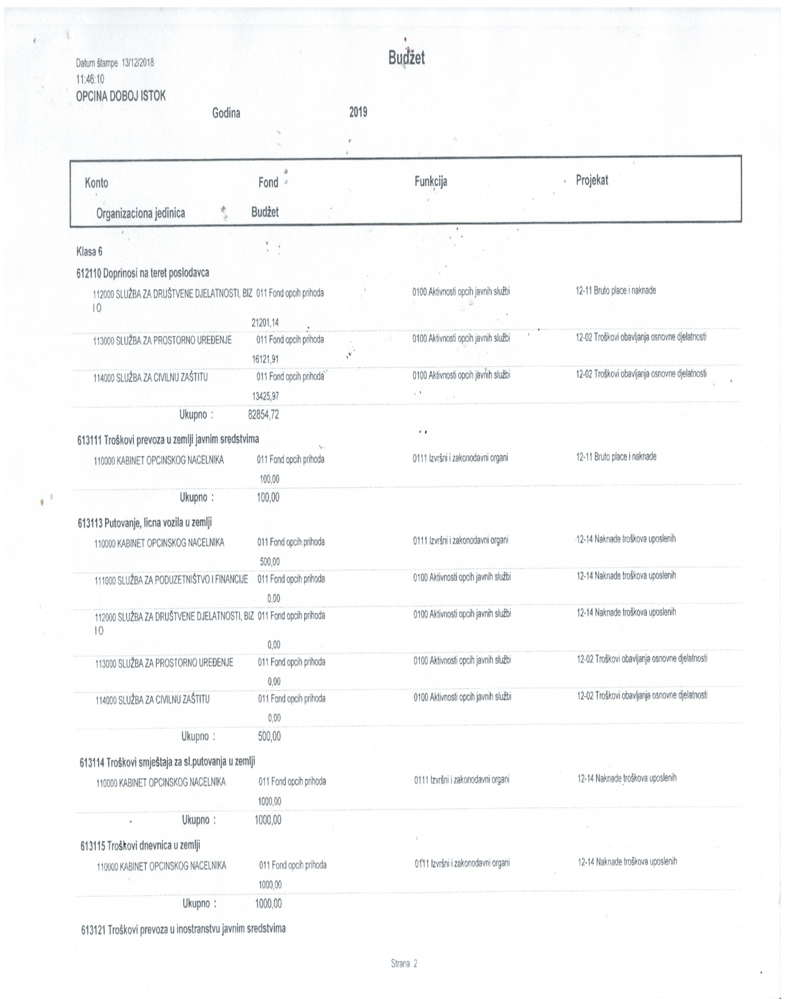 Budžet
Datum štampe 13/12/2018
11:46:10
OPCINA DOBOJ ISTOK
Godina 2019
Konto Fond Funkcija Projekat
Organizaciona jedinica Budžet
Klasa 6
612110 Doprinosi na teret poslodavca
112000 SLUŽBA ZA DRUŠTVENE DJELATNOSTI, BIZ 011 Fond opcih prihoda 0100 Aktivnosti opcih javnih službi 12-11 Bruto place i naknade
I O
21201,14
113000 SLUŽBA ZA PROSTORNO UREĐENJE 011 Fond opcih prihoda 0100 Aktivnosti opcih javnih službi 12-02 Troškovi obavljanja osnovne djelatnosti
16121,91
114000 SLUŽBA ZA CIVILNU ZAŠTITU 011 Fond opcih prihoda 0100 Aktivnosti opcih javnih službi 12-02 Troškovi obavljanja osnovne djelatnosti
13425,97
Ukupno : 82854,72
613111 Troškovi prevoza u zemlji javnim sredstvima
110000 KABINET OPCINSKOG NACELNIKA 011 Fond opcih prihoda 0111 Izvršni i zakonodavni organi 12-11 Bruto place i naknade
100,00
Ukupno : 100,00
613113 Putovanje, licna vozila u zemlji
110000 KABINET OPCINSKOG NACELNIKA 011 Fond opcih prihoda 0111 Izvršni i zakonodavni organi 12-14 Naknade troškova uposlenih
500,00
111000 SLUŽBA ZA PODUZETNIŠTVO I FINANCIJE 011 Fond opcih prihoda 0100 Aktivnosti opcih javnih službi 12-14 Naknade troškova uposlenih
0,00
112000 SLUŽBA ZA DRUŠTVENE DJELATNOSTI, BIZ 011 Fond opcih prihoda 0100 Aktivnosti opcih javnih službi 12-14 Naknade troškova uposlenih
I O
0,00
113000 SLUŽBA ZA PROSTORNO UREĐENJE 011 Fond opcih prihoda 0100 Aktivnosti opcih javnih službi 12-02 Troškovi obavljanja osnovne djelatnosti
0,00
114000 SLUŽBA ZA CIVILNU ZAŠTITU 011 Fond opcih prihoda 0100 Aktivnosti opcih javnih službi 12-02 Troškovi obavljanja osnovne djelatnosti
0,00
Ukupno : 500,00
613114 Troškovi smještaja za sl.putovanja u zemlji
110000 KABINET OPCINSKOG NACELNIKA 011 Fond opcih prihoda 0111 Izvršni i zakonodavni organi 12-14 Naknade troškova uposlenih
1000,00
Ukupno : 1000,00
613115 Troškovi dnevnica u zemlji
110000 KABINET OPCINSKOG NACELNIKA 011 Fond opcih prihoda 0111 Izvršni i zakonodavni organi 12-14 Naknade troškova uposlenih
1000,00
Ukupno : 1000,00
613121 Troškovi prevoza u inostranstvu javnim sredstvima
Strana 2